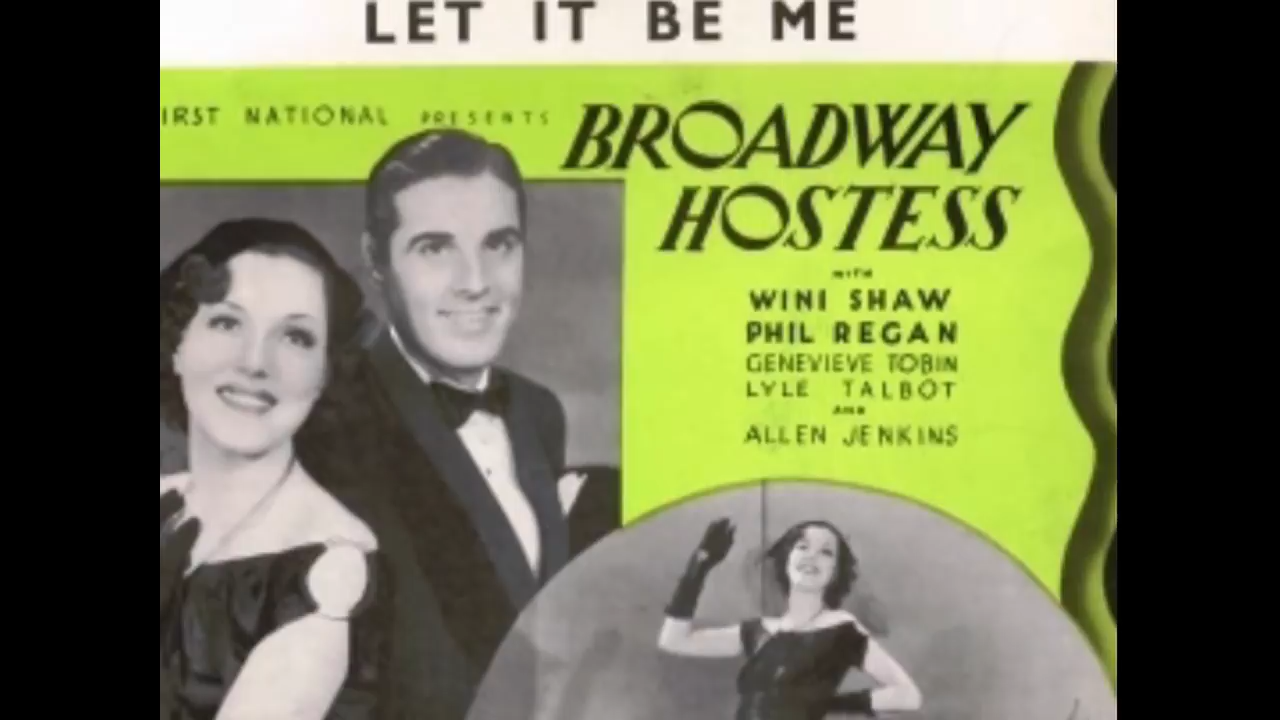 LET IT BE ME
IRST NATIONAL PRESENTS
BROADWAY
HOSTESS
WITH
WINI SHAW
PHIL REGAN
GENEVIEVE TOBIN
LYLE TALBOT
AND
ALLEN JENKINS